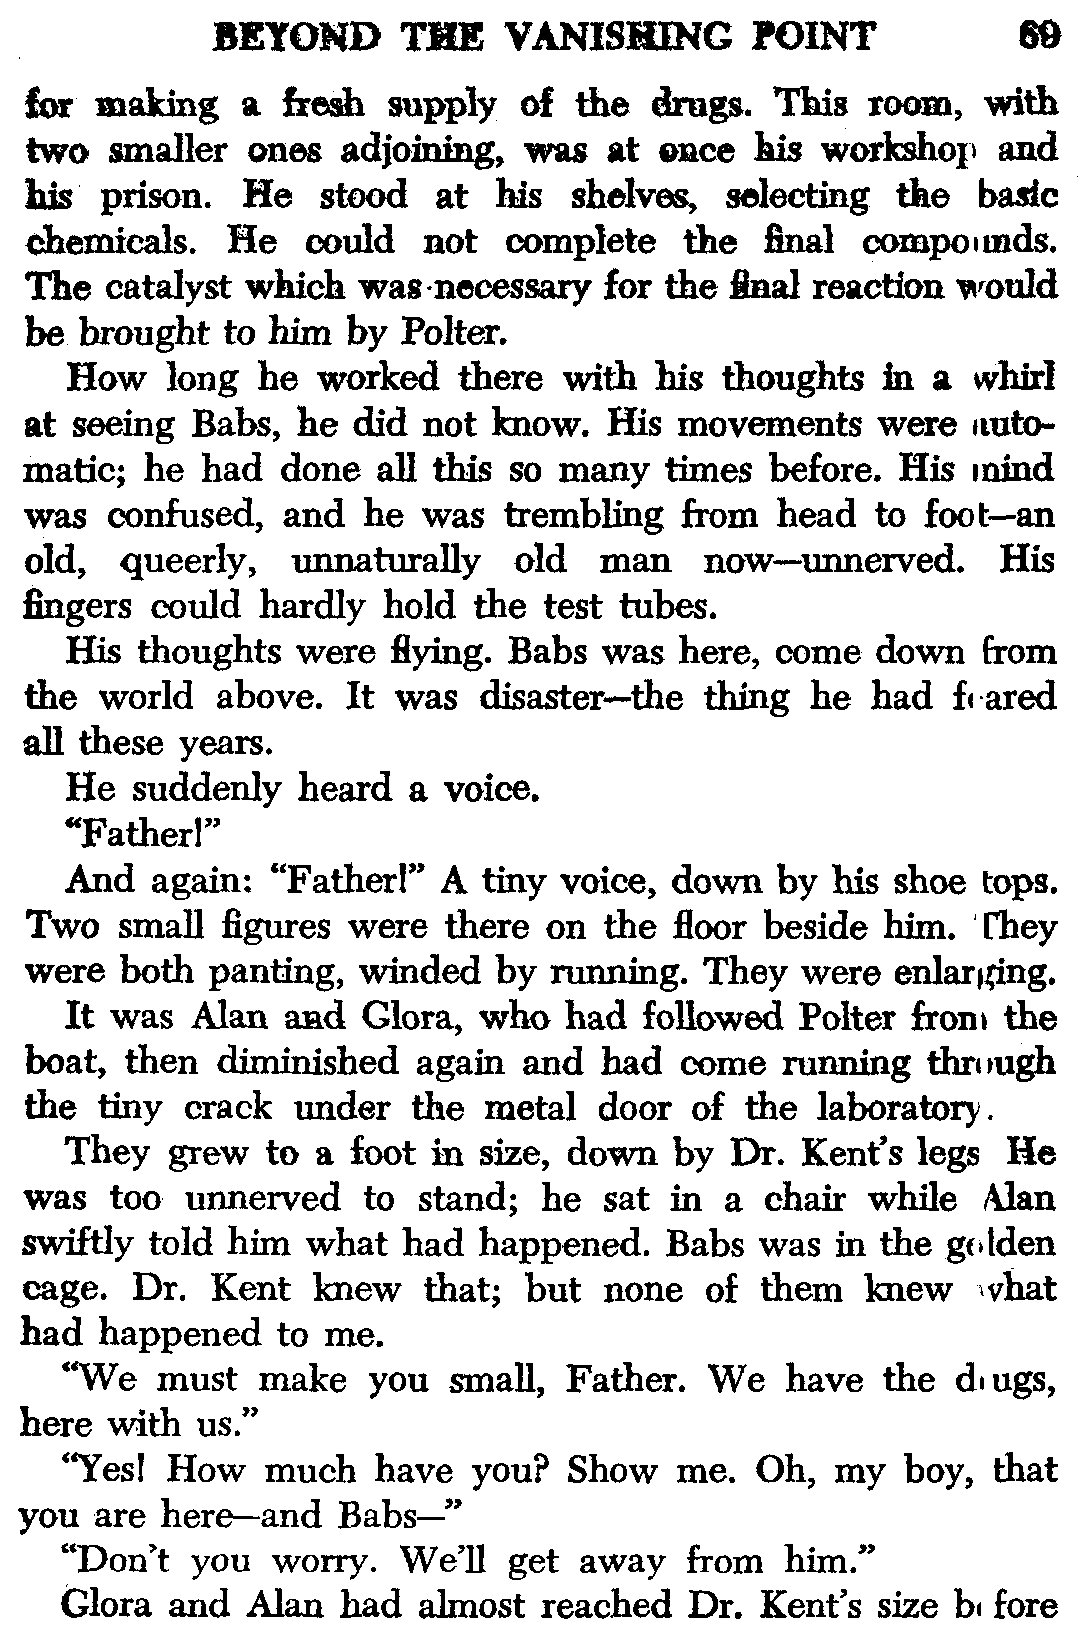 BEYOND THE VANISHING POINT 69
for making a fresh supply of the drugs. This room, with
two smaller ones adjoining, was at once his workshop and
his prison. He stood at his shelves, selecting the basic
chemicals. He could not complete the final compounds.
The catalyst which was necessary for the final reaction would
be brought to him by Polter.
How long he worked there with his thoughts in a whirl
at seeing Babs, he did not know. His movements were auto-
matic; he had done all this so many times before. His mind
was confused, and he was trembling from head to foot—an
old, queerly, unnaturally old man now—unnerved. His
fingers could hardly hold the test tubes.
His thoughts were flying. Babs was here, come down from
the world above. It was disaster—the thing he had feared
all these years.
He suddenly heard a voice.
“Father!”
And again: “Father!” A tiny voice, down by his shoe tops.
Two small figures were there on the floor beside him. They
were both panting, winded by running. They were enlarging.
It was Alan and Glora, who had followed Polter from the
boat, then diminished again and had come running through
the tiny crack under the metal door of the laboratory.
They grew to a foot in size, down by Dr. Kent’s legs He
was too unnerved to stand; he sat in a chair while Alan
swiftly told him what had happened. Babs was in the golden
cage. Dr. Kent knew that; but none of them knew what
had happened to me.
“We must make you small, Father. We have the drugs,
here with us.”
“Yes! How much have you? Show me. Oh, my boy, that
you are here—and Babs—”
“Don’t you worry. We’ll get away from him.”
Glora and Alan had almost reached Dr. Kent’s size before